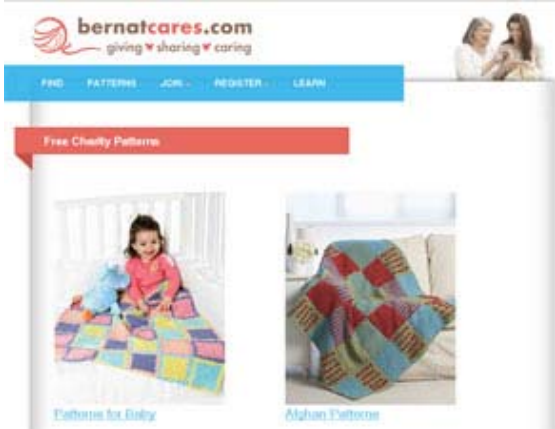 bernatcares.com
giving ♥ sharing ♥ caring
FIND PATTERNS JOIN REGISTER LEARN
Free Charity Patterns
Patterns for Baby
Afghan Patterns